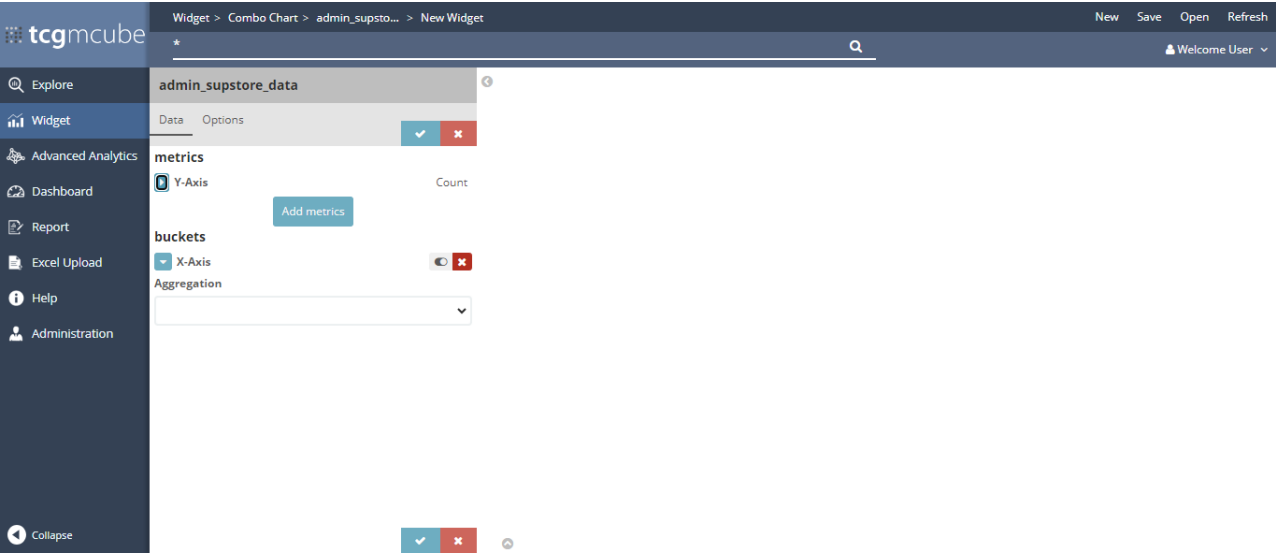 tcgmcube
Widget > Combo Chart > admin_supsto... > New Widget
New Save Open Refresh
*
Welcome User
Explore
Widget
Advanced Analytics
Dashboard
Report
Excel Upload
Help
Administration
Collapse
admin_supstore_data
Data Options
metrics
Y-Axis Count
Add metrics
buckets
X-Axis
Aggregation